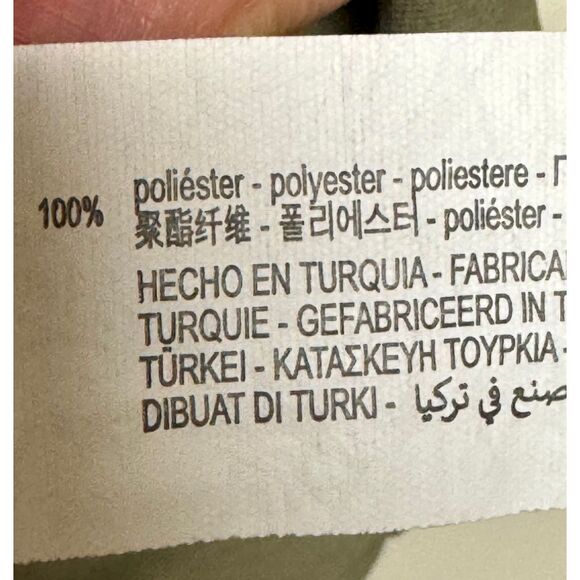 100% poliéster - polyester - poliestere -
聚酯纤维 - 폴리에스터 - poliéster -
HECHO EN TURQUIA -
TURQUIE - GEFABRICEERD IN
TÜRKEI - ΚΑΤΑΣΚΕΥΗ ΤΟΥΡΚΙΑ -
DIBUAT DI TURKI - صنع في تركيا